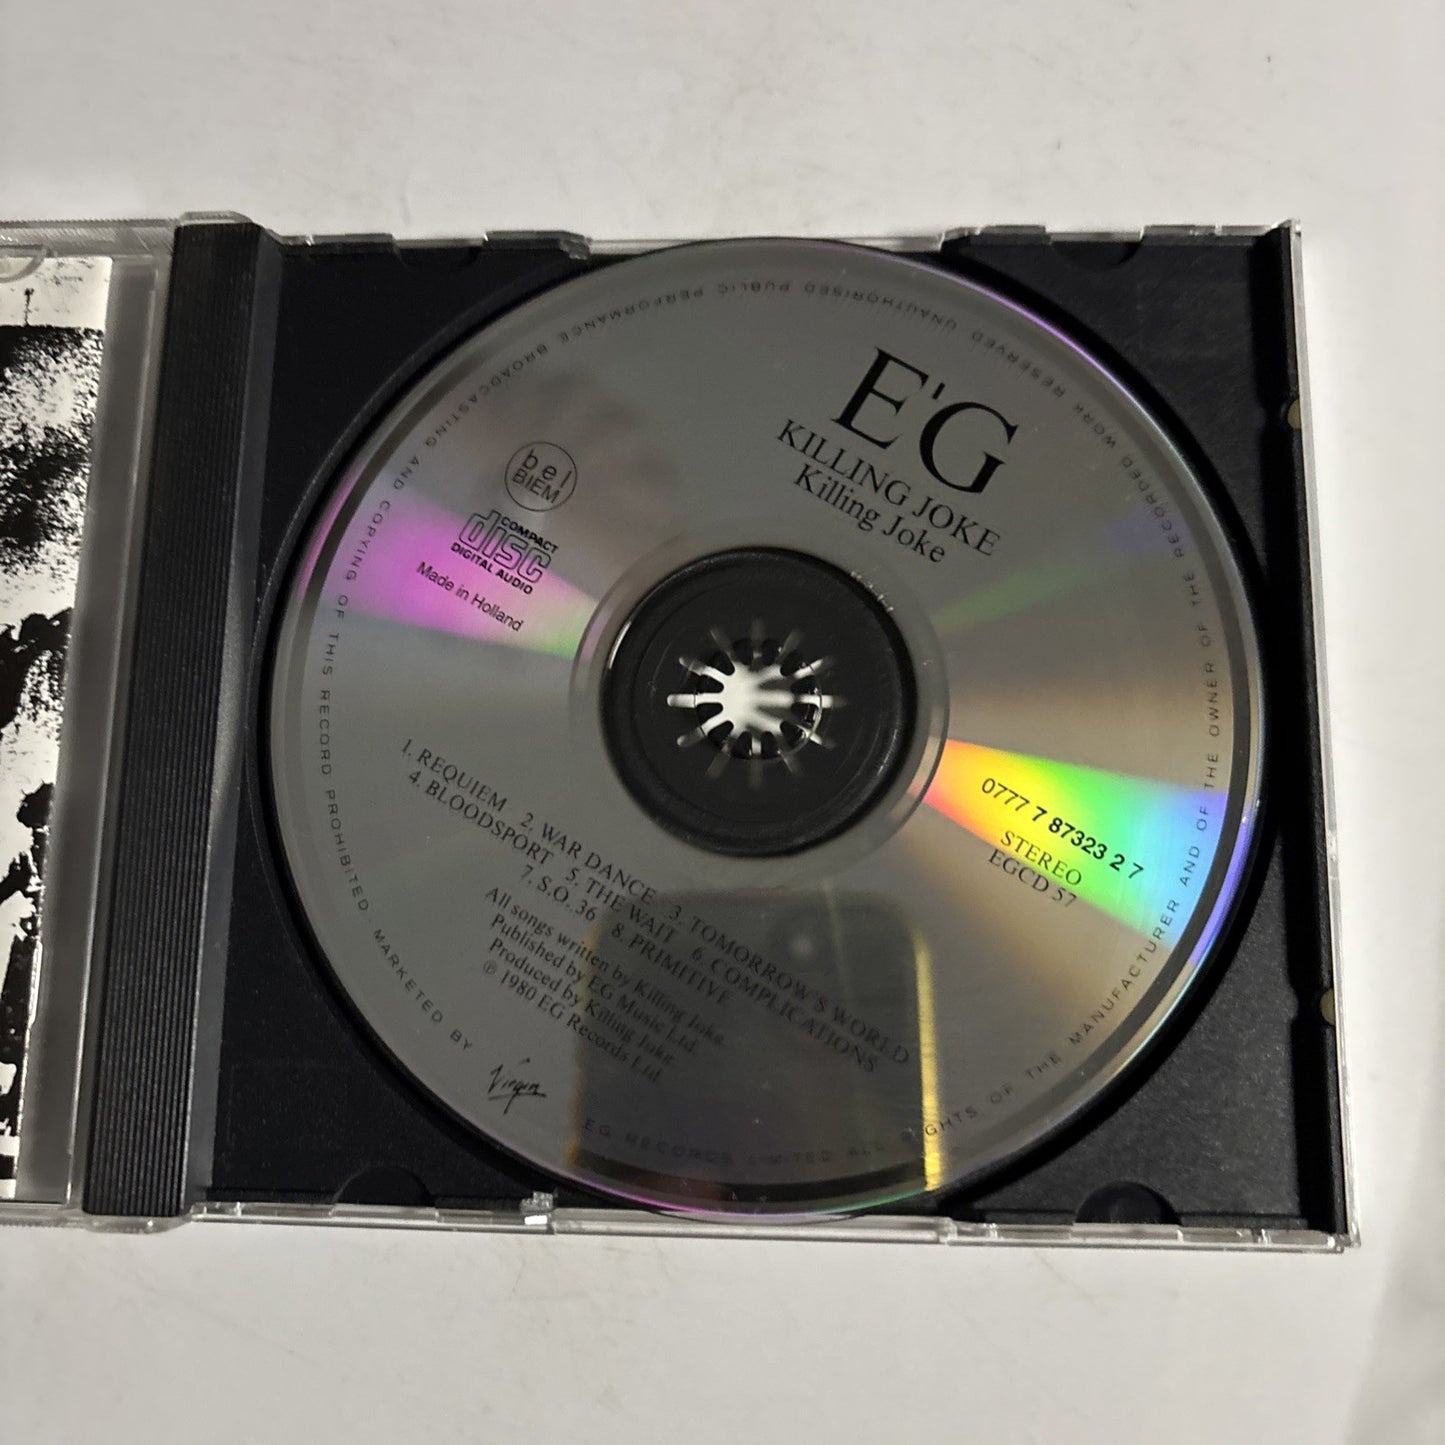 E'G
KILLING JOKE
Killing Joke
bel
BIEM
COMPACT
disc
DIGITAL AUDIO
Made in Holland
0777 7 87323 2 7
STEREO
EGCD 57
1. REQUIEM 2. WAR DANCE 3. TOMORROW'S WORLD
4. BLOODSPORT 5. THE WAIT 6. COMPLICATIONS
7. S.O. 36 8. PRIMITIVE
All songs written by Killing Joke.
Published by EG Music Ltd.
Produced by Killing Joke.
℗ 1980 EG Records Ltd.
EG RECORDS LIMITED ALL RIGHTS OF THE MANUFACTURER AND OF THE OWNER OF THE RECORDED WORK RESERVED UNAUTHORISED PUBLIC PERFORMANCE BROADCASTING AND COPYING OF THIS RECORD PROHIBITED. MARKETED BY
Virgin